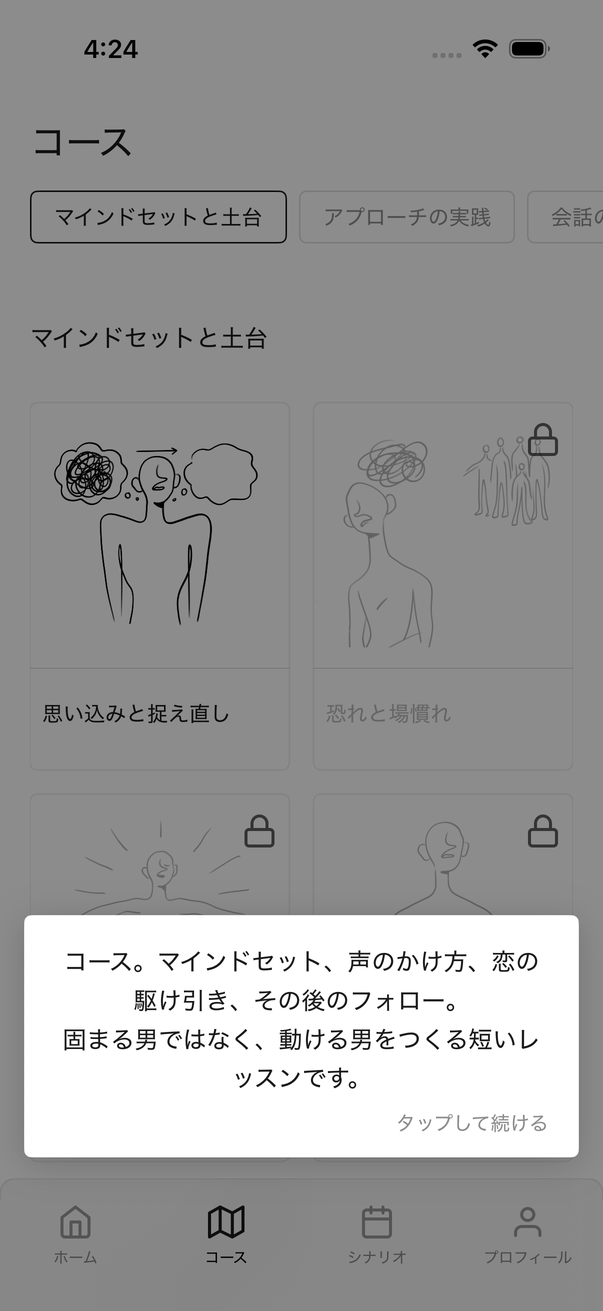 4:24
コース
マインドセットと土台
アプローチの実践
会話の
マインドセットと土台
思い込みと捉え直し
恐れと場慣れ
コース。マインドセット、声のかけ方、恋の
駆け引き、その後のフォロー。
固まる男ではなく、動ける男をつくる短いレ
ッスンです。
タップして続ける
ホーム
コース
シナリオ
プロフィール